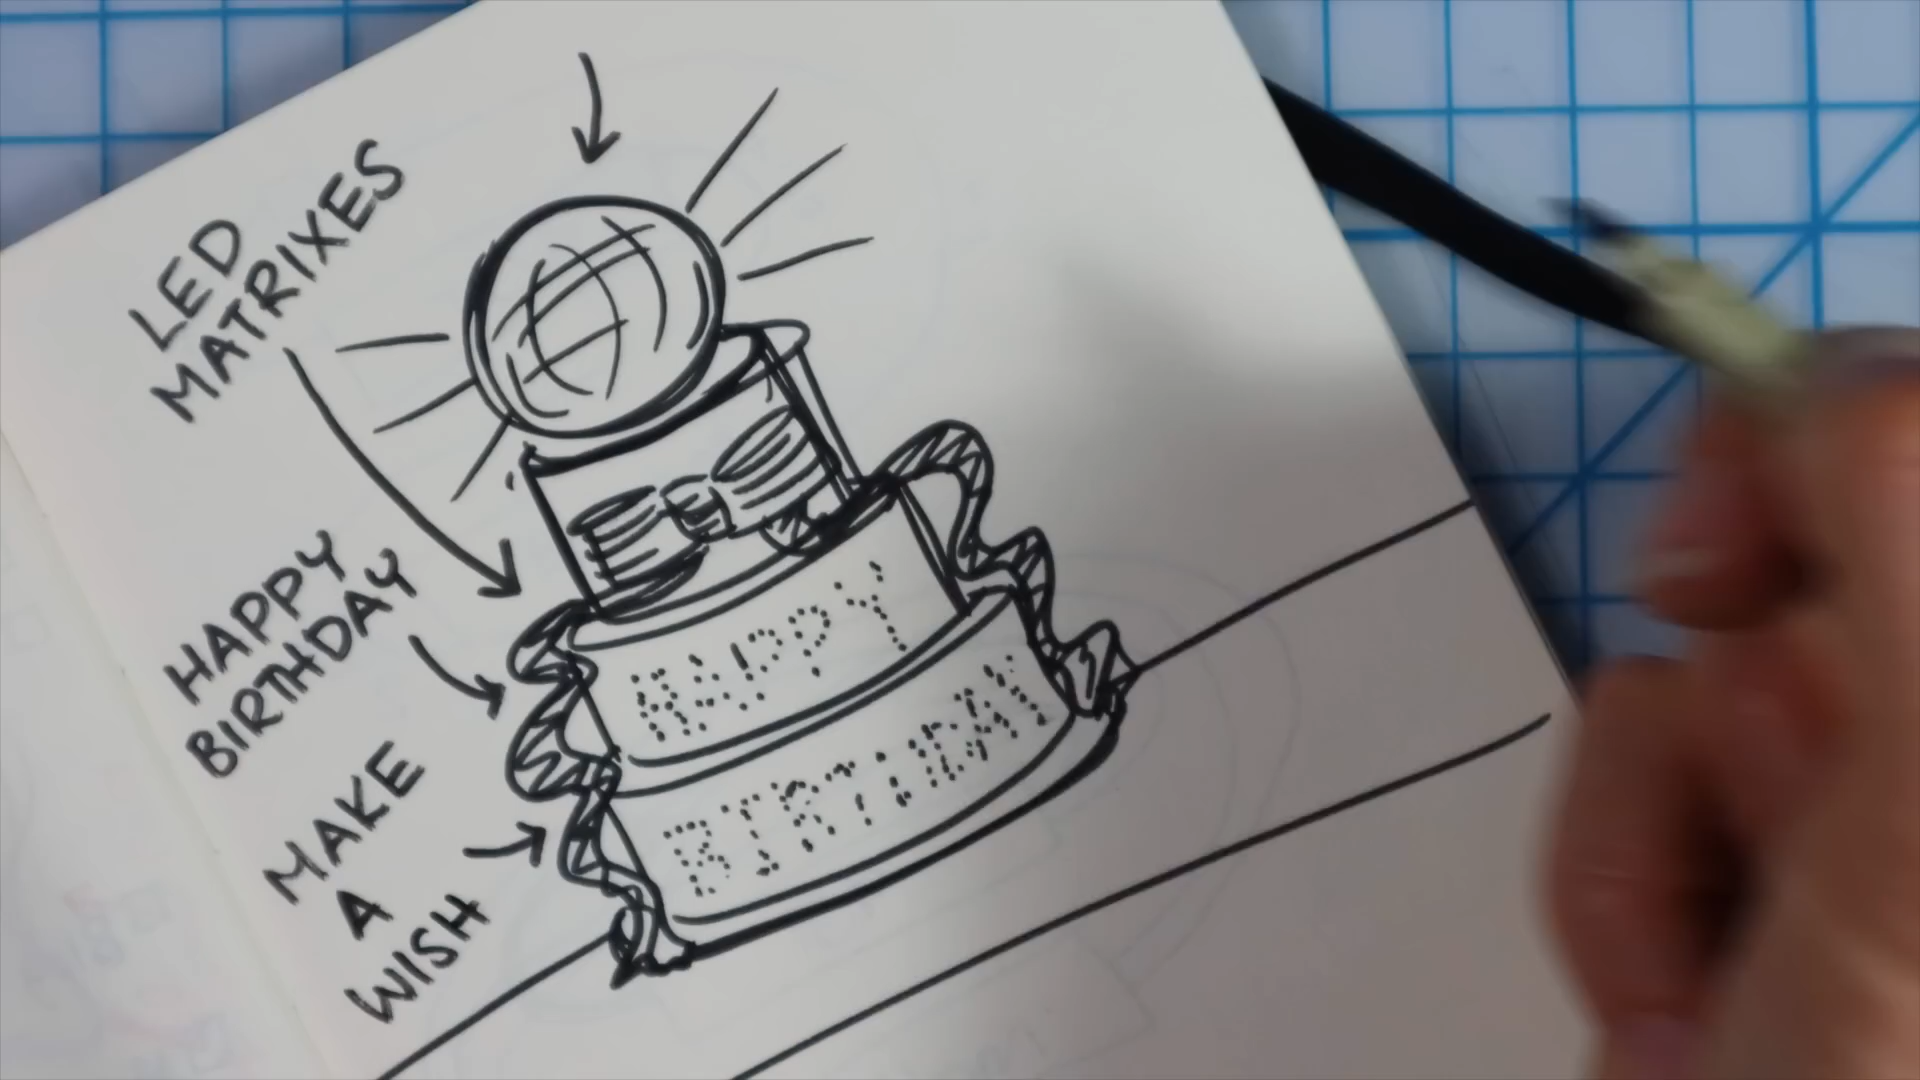 LED
MATRIXES
HAPPY
BIRTHDAY
MAKE
A
WISH
HAPPY
BIRTHDAY